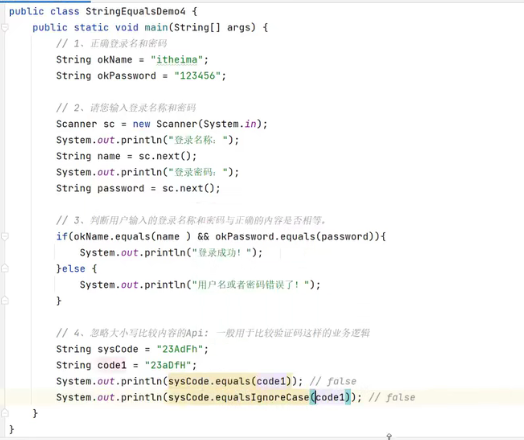 public class StringEqualsDemo4 {
public static void main(String[] args) {
// 1、正确登录名和密码
String okName = "itheima";
String okPassword = "123456";
// 2、请您输入登录名称和密码
Scanner sc = new Scanner(System.in);
System.out.println("登录名称：");
String name = sc.next();
System.out.println("登录密码：");
String password = sc.next();
// 3、判断用户输入的登录名称和密码与正确的内容是否相等。
if(okName.equals(name ) && okPassword.equals(password)){
System.out.println("登录成功！");
}else {
System.out.println("用户名或者密码错误了！");
}
// 4、忽略大小写比较内容的Api: 一般用于比较验证码这样的业务逻辑
String sysCode = "23AdFh";
String code1 = "23aDfH";
System.out.println(sysCode.equals(code1)); // false
System.out.println(sysCode.equalsIgnoreCase(code1)); // false
}
}